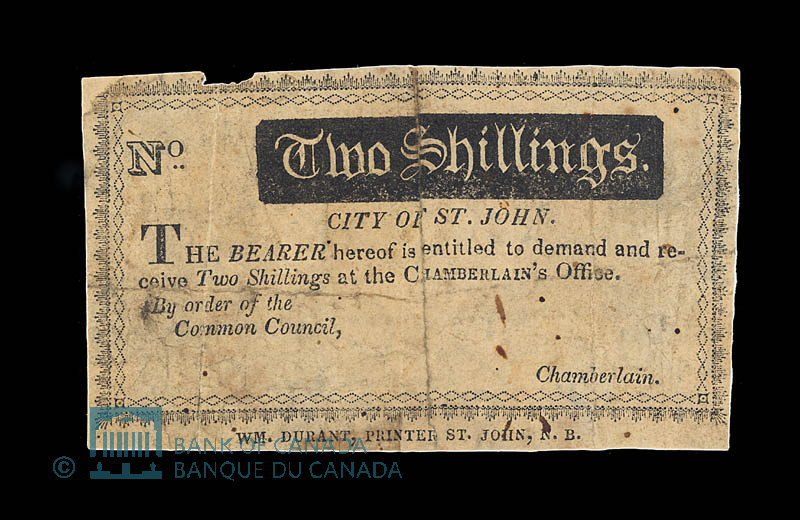 No..
Two Shillings.
CITY OF ST. JOHN.
THE BEARER hereof is entitled to demand and re-
ceive Two Shillings at the CHAMBERLAIN'S Office.
By order of the
Common Council,
Chamberlain.
WM. DURANT, PRINTER ST. JOHN, N. B.
BANK OF CANADA
© BANQUE DU CANADA